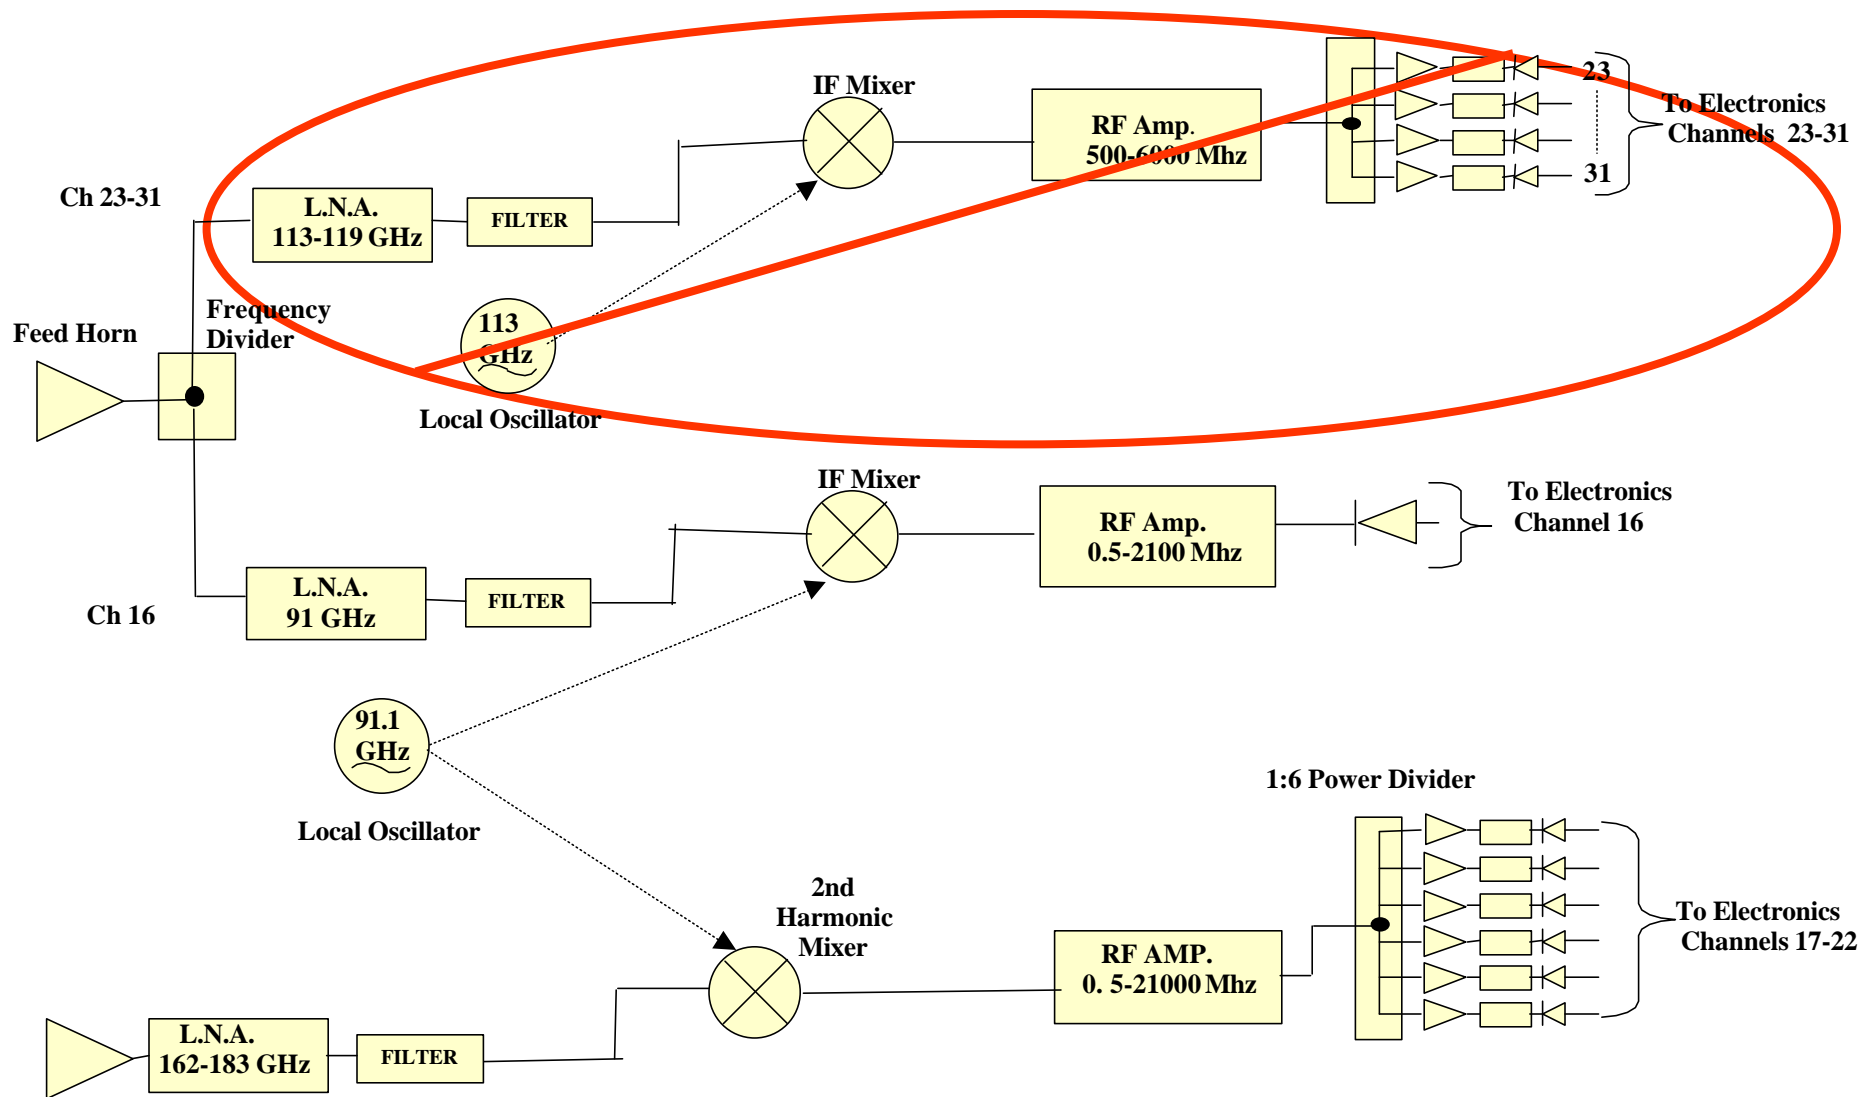 IF Mixer
RF Amp.
500-6000 Mhz
23
31
To Electronics
Channels 23-31
Ch 23-31
L.N.A.
113-119 GHz
FILTER
Feed Horn
Frequency
Divider
113
GHz
Local Oscillator
IF Mixer
RF Amp.
0.5-2100 Mhz
To Electronics
Channel 16
Ch 16
L.N.A.
91 GHz
FILTER
91.1
GHz
Local Oscillator
1:6 Power Divider
2nd
Harmonic
Mixer
RF AMP.
0. 5-21000 Mhz
To Electronics
Channels 17-22
L.N.A.
162-183 GHz
FILTER